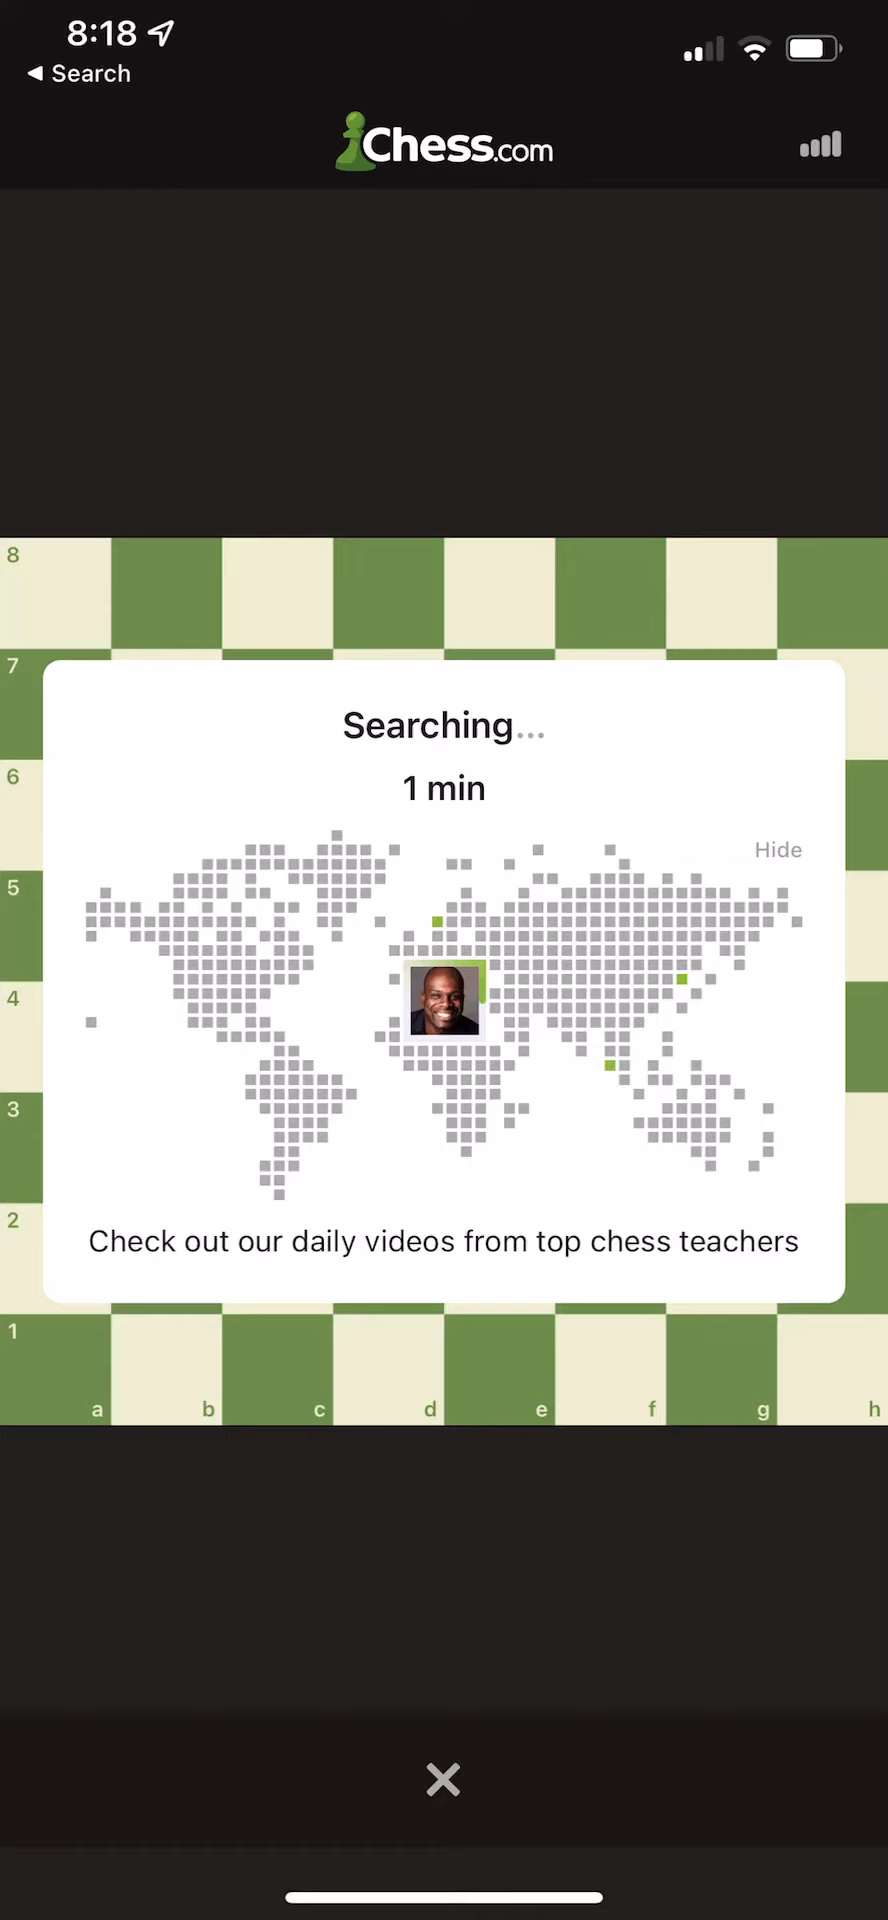 8:18
Search
Chess.com
8
7
Searching...
6
1 min
Hide
5
4
3
2
Check out our daily videos from top chess teachers
1
a b c d e f g h